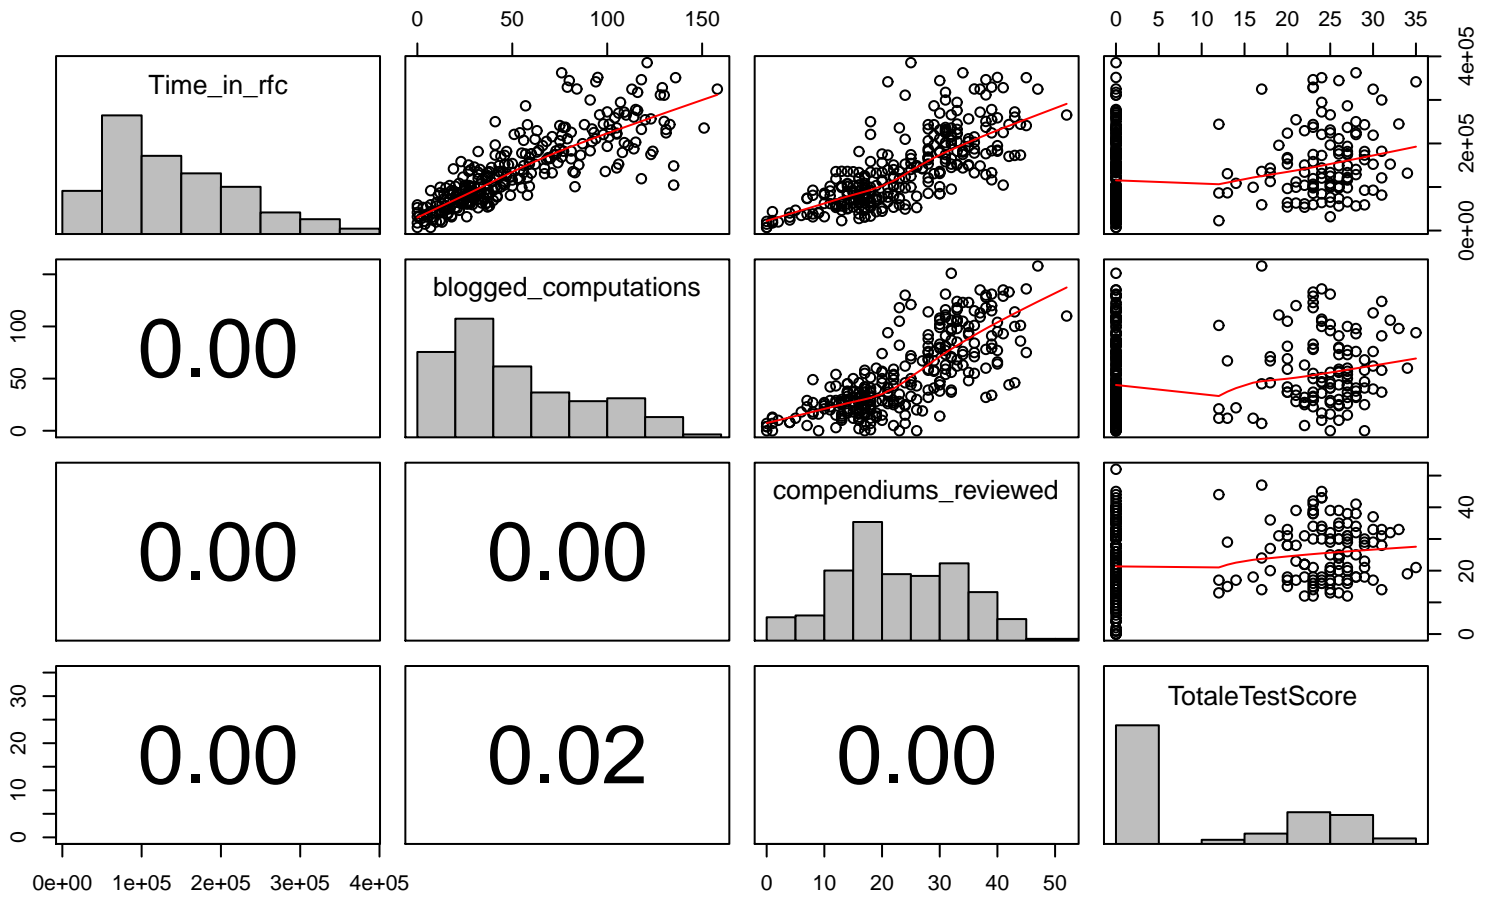 0 50 100 150
0 5 10 15 20 25 30 35
Time_in_rfc
0e+00 2e+05 4e+05
0 50 100
0.00
blogged_computations
0.00
0.00
compendiums_reviewed
0 20 40
0 10 20 30
0.00
0.02
0.00
TotaleTestScore
0e+00 1e+05 2e+05 3e+05 4e+05
0 10 20 30 40 50